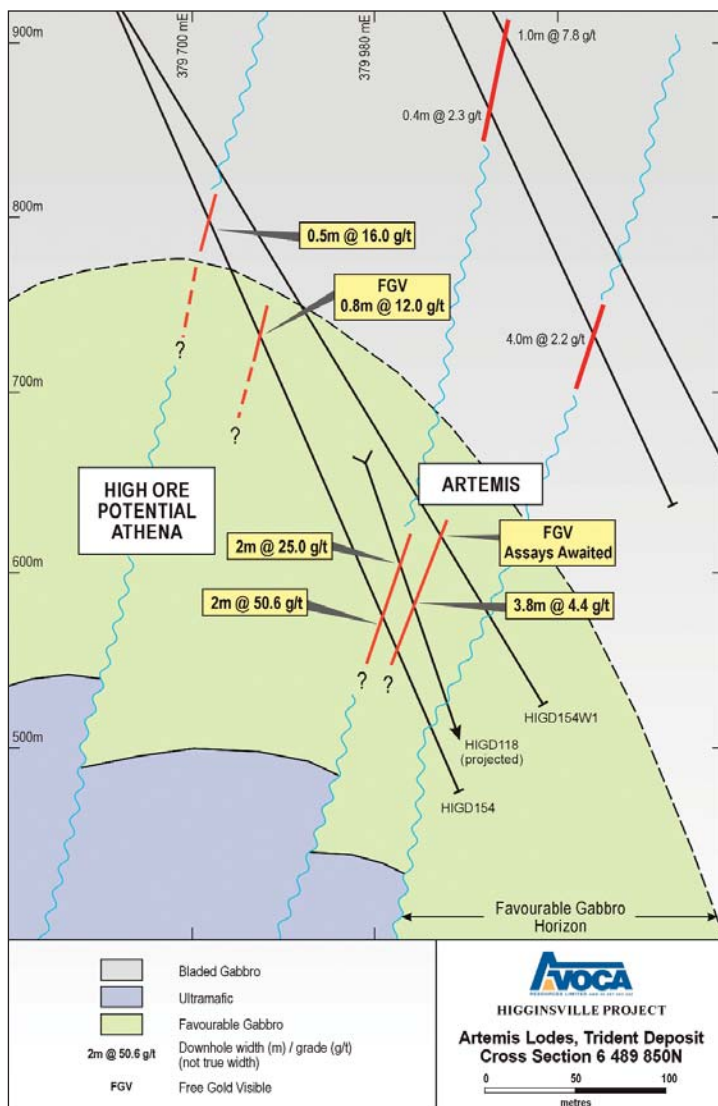 900m
379 700 mE
379 980 mE
1.0m @ 7.8 g/t
0.4m @ 2.3 g/t
800m
0.5m @ 16.0 g/t
FGV
0.8m @ 12.0 g/t
4.0m @ 2.2 g/t
700m
?
?
HIGH ORE
POTENTIAL
ATHENA
ARTEMIS
2m @ 25.0 g/t
FGV
Assays Awaited
600m
2m @ 50.6 g/t
3.8m @ 4.4 g/t
?
?
HIGD154W1
500m
HIGD118
(projected)
HIGD154
Favourable Gabbro
Horizon
Bladed Gabbro
Ultramafic
Favourable Gabbro
2m @ 50.6 g/t
Downhole width (m) / grade (g/t)
(not true width)
FGV
Free Gold Visible
AVOCA
RESOURCES LIMITED
HIGGINSVILLE PROJECT
Artemis Lodes, Trident Deposit
Cross Section 6 489 850N
0 50 100
metres